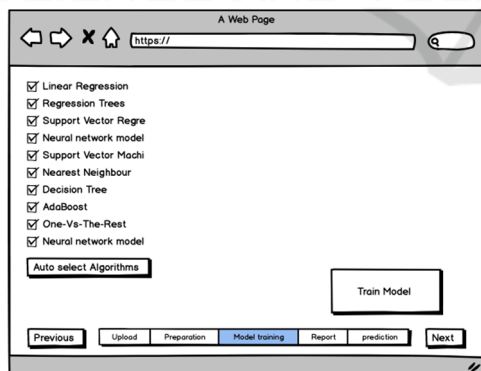 A Web Page
https://
Linear Regression
Regression Trees
Support Vector Regre
Neural network model
Support Vector Machi
Nearest Neighbour
Decision Tree
AdaBoost
One-Vs-The-Rest
Neural network model
Auto select Algorithms
Train Model
Previous Upload Preparation Model training Report prediction Next